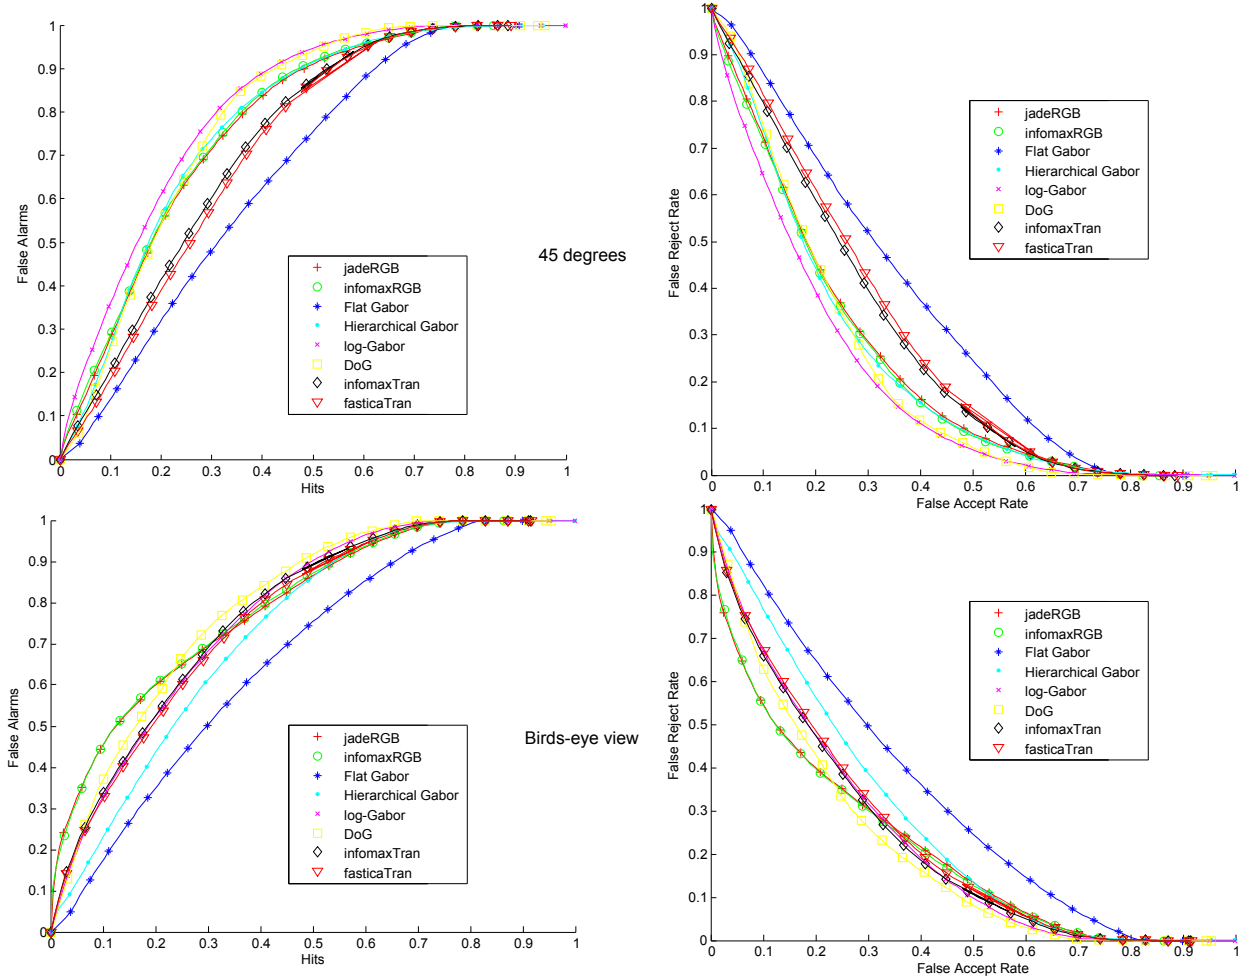 1
0.9
0.8
0.7
0.6
0.5
0.4
0.3
0.2
0.1
0
0 0.1 0.2 0.3 0.4 0.5 0.6 0.7 0.8 0.9 1
False Alarms
Hits
jadeRGB
infomaxRGB
Flat Gabor
Hierarchical Gabor
log-Gabor
DoG
infomaxTran
fasticaTran
45 degrees
1
0.9
0.8
0.7
0.6
0.5
0.4
0.3
0.2
0.1
0
0 0.1 0.2 0.3 0.4 0.5 0.6 0.7 0.8 0.9 1
False Reject Rate
False Accept Rate
jadeRGB
infomaxRGB
Flat Gabor
Hierarchical Gabor
log-Gabor
DoG
infomaxTran
fasticaTran
1
0.9
0.8
0.7
0.6
0.5
0.4
0.3
0.2
0.1
0
0 0.1 0.2 0.3 0.4 0.5 0.6 0.7 0.8 0.9 1
False Alarms
Hits
jadeRGB
infomaxRGB
Flat Gabor
Hierarchical Gabor
log-Gabor
DoG
infomaxTran
fasticaTran
Birds-eye view
1
0.9
0.8
0.7
0.6
0.5
0.4
0.3
0.2
0.1
0
0 0.1 0.2 0.3 0.4 0.5 0.6 0.7 0.8 0.9 1
False Reject Rate
False Accept Rate
jadeRGB
infomaxRGB
Flat Gabor
Hierarchical Gabor
log-Gabor
DoG
infomaxTran
fasticaTran